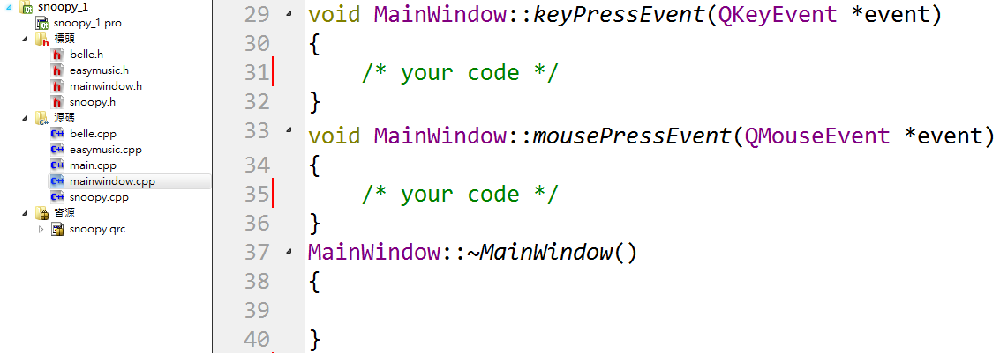 snoopy_1
snoopy_1.pro
標頭
belle.h
easymusic.h
mainwindow.h
snoopy.h
源碼
belle.cpp
easymusic.cpp
main.cpp
mainwindow.cpp
snoopy.cpp
資源
snoopy.qrc
29 void MainWindow::keyPressEvent(QKeyEvent *event)
30 {
31 /* your code */
32 }
33 void MainWindow::mousePressEvent(QMouseEvent *event)
34 {
35 /* your code */
36 }
37 MainWindow::~MainWindow()
38 {
39
40 }